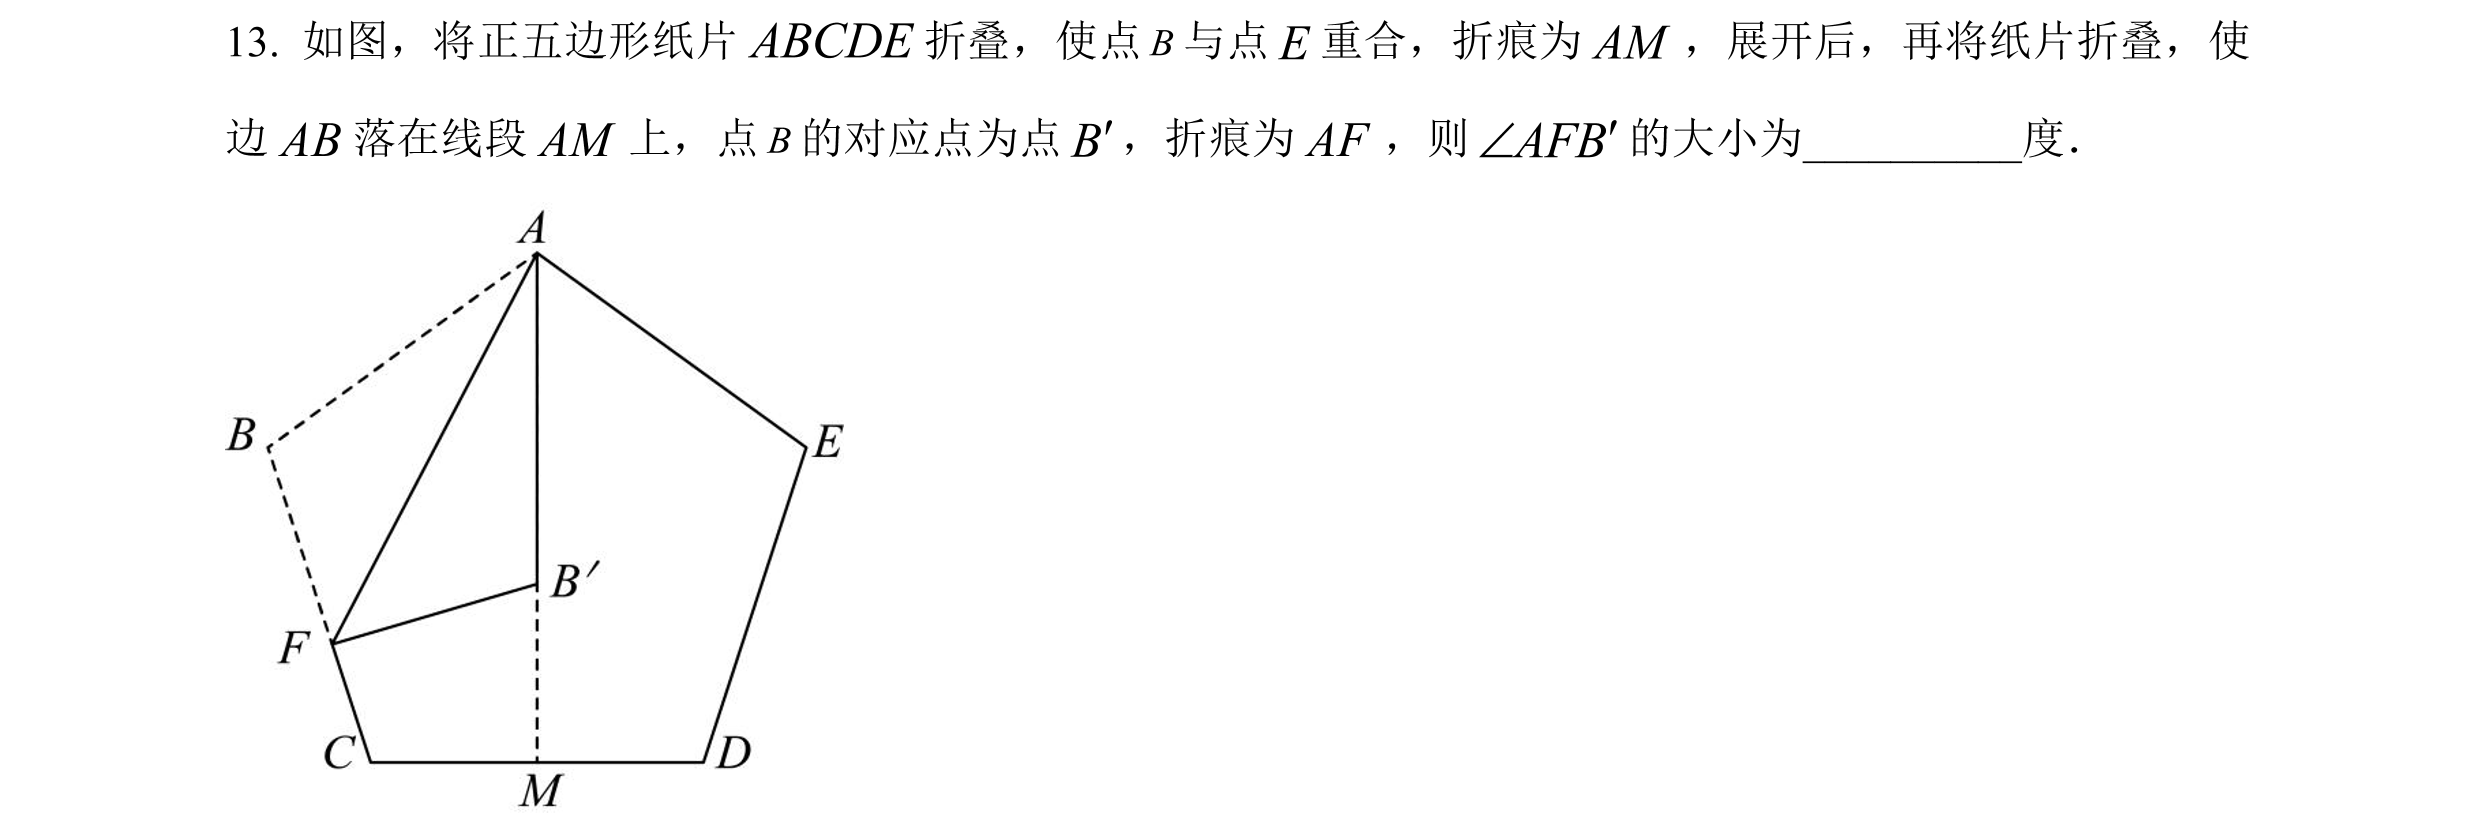 13. 如图，将正五边形纸片 ABCDE 折叠，使点 B 与点 E 重合，折痕为 AM ，展开后，再将纸片折叠，使
边 AB 落在线段 AM 上，点 B 的对应点为点 B′，折痕为 AF ，则 ∠AFB′ 的大小为__________度．
A
B
E
B′
F
C
D
M